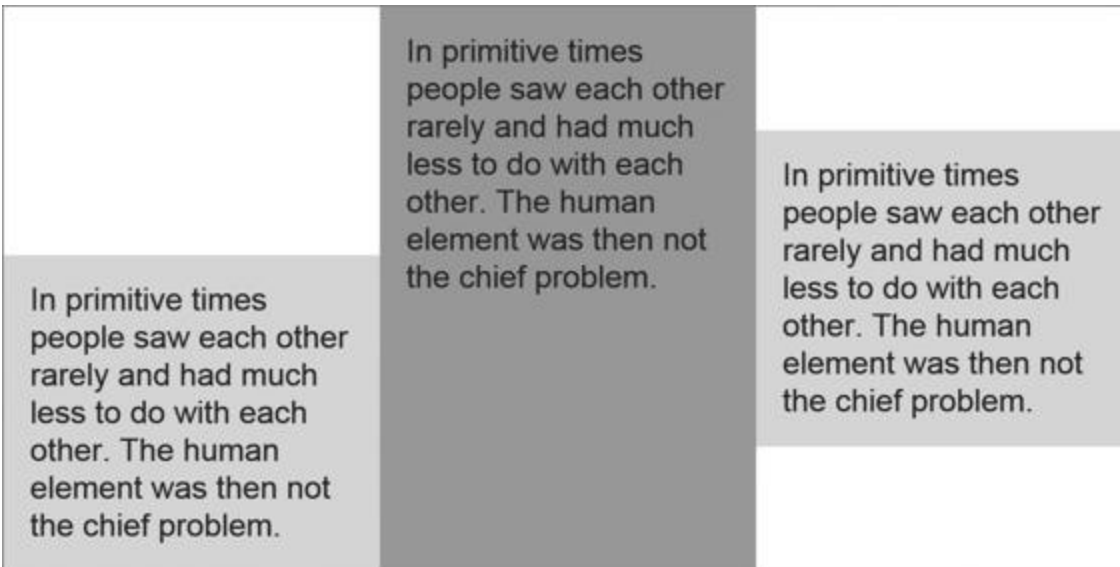 In primitive times
people saw each other
rarely and had much
less to do with each
other. The human
element was then not
the chief problem.
In primitive times
people saw each other
rarely and had much
less to do with each
other. The human
element was then not
the chief problem.
In primitive times
people saw each other
rarely and had much
less to do with each
other. The human
element was then not
the chief problem.